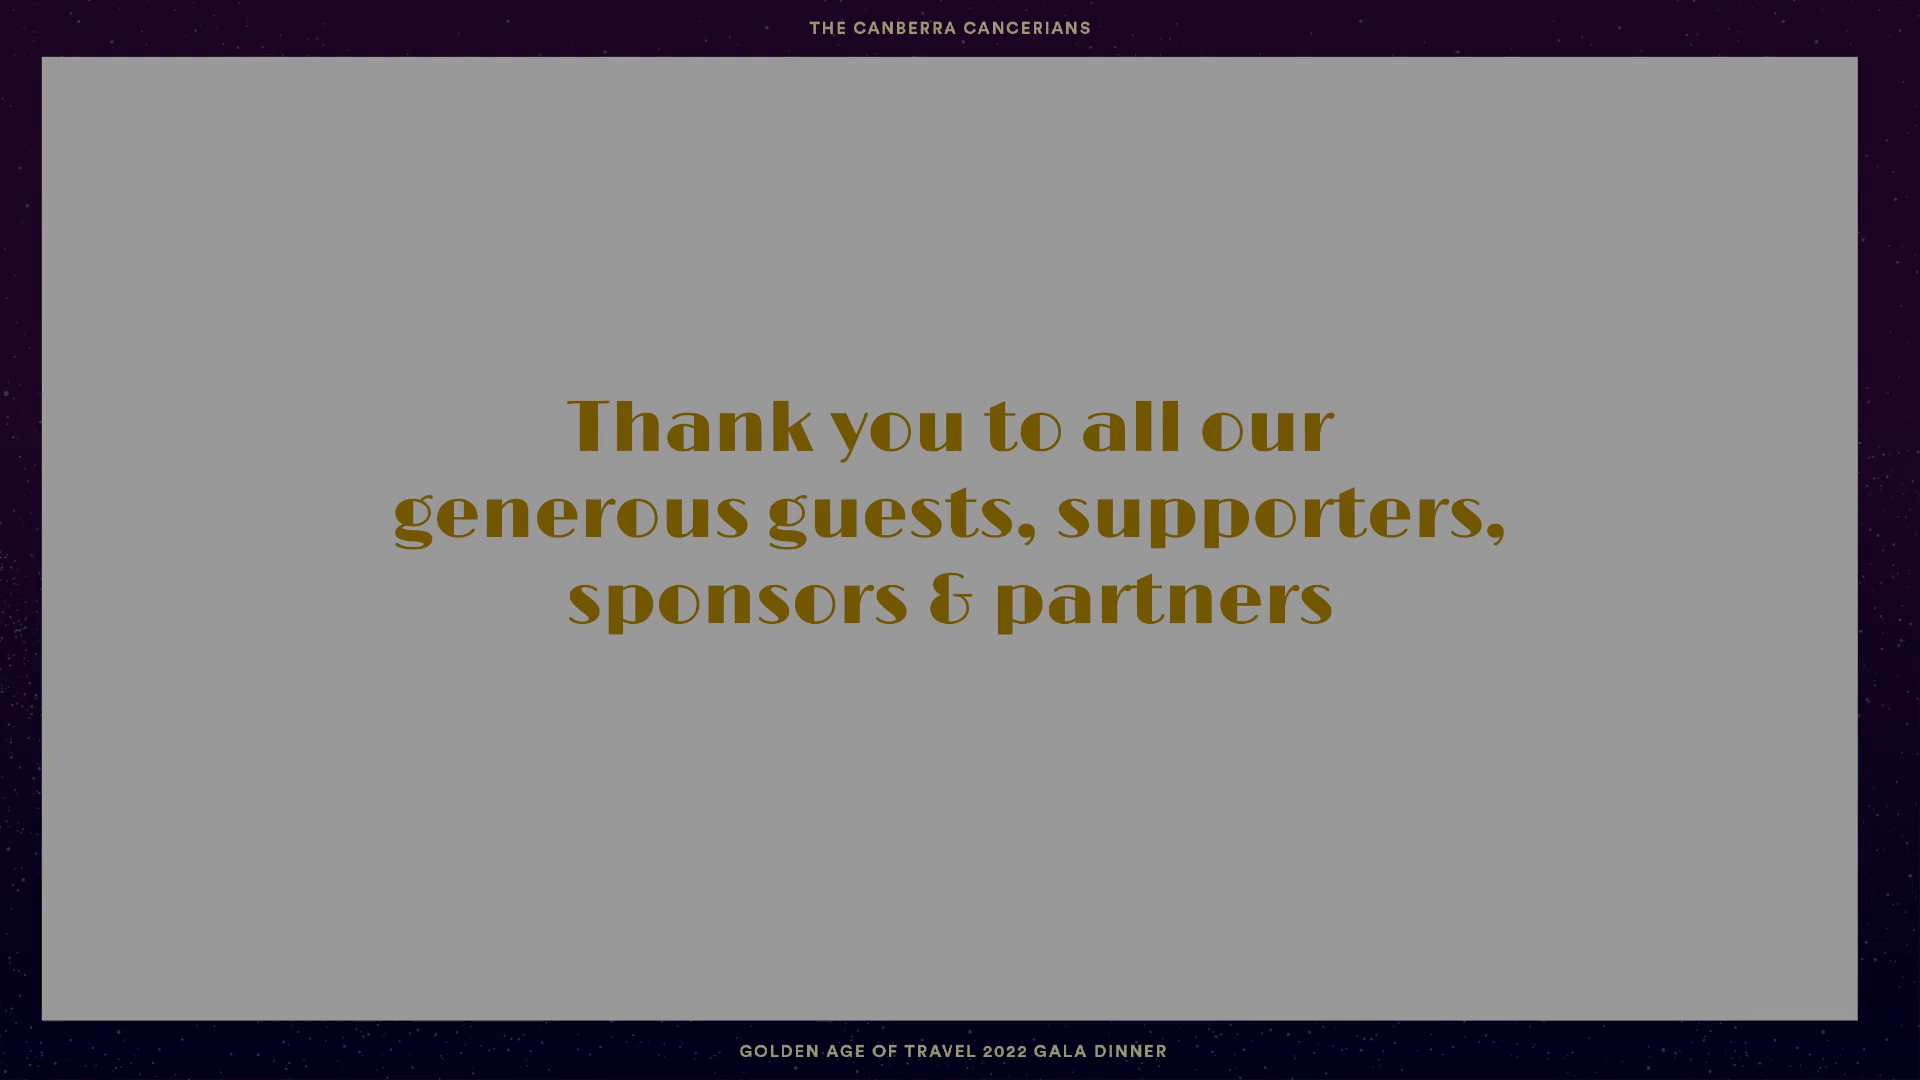 THE CANBERRA CANCERIANS
Thank you to all our
generous guests, supporters,
sponsors & partners
GOLDEN AGE OF TRAVEL 2022 GALA DINNER